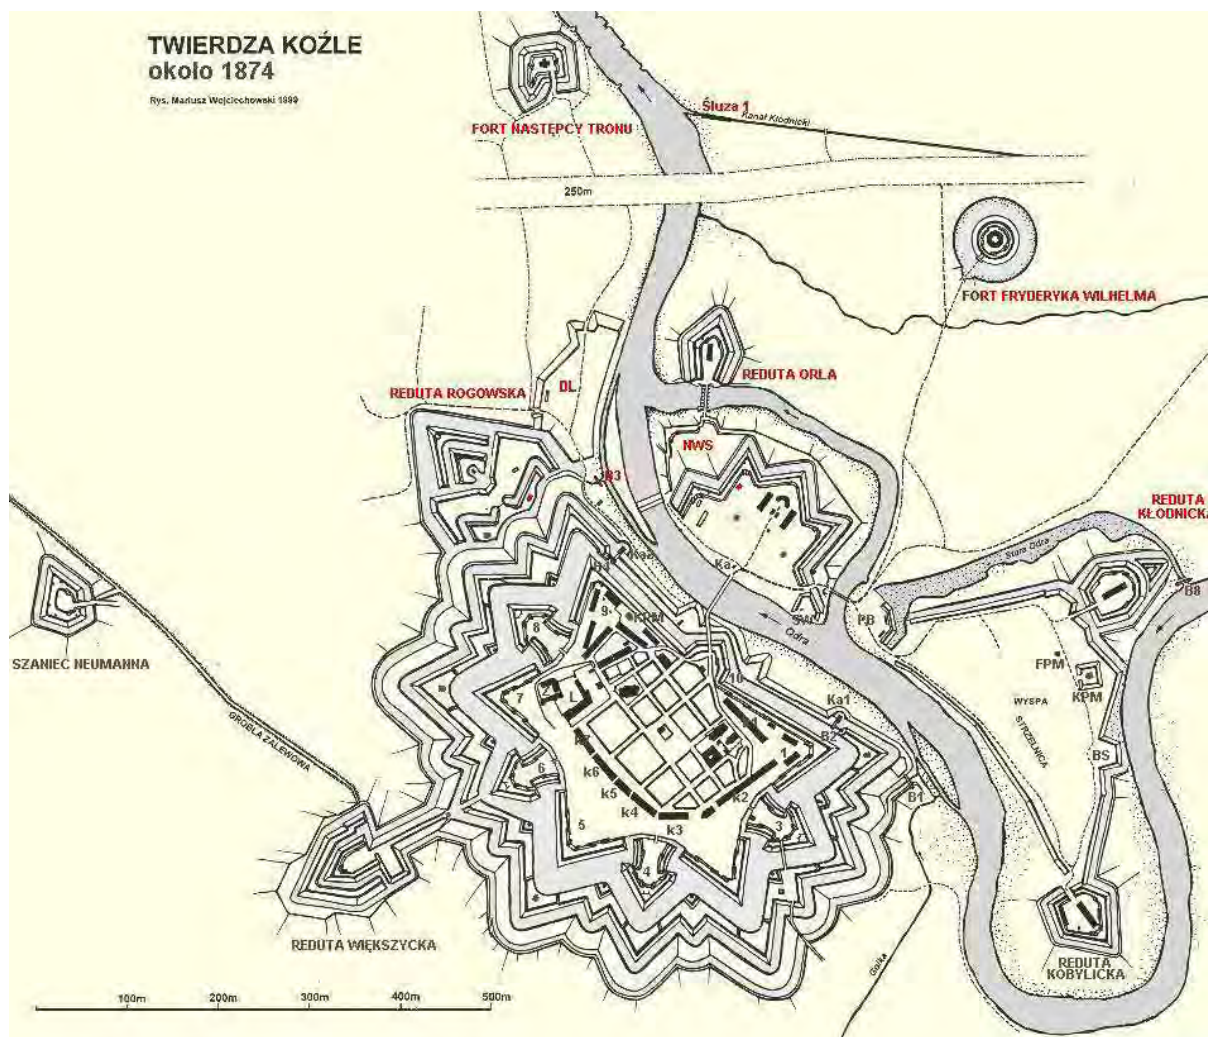 TWIERDZA KOŹLE
około 1874
Rys. Mariusz Wojciechowski 1999
FORT NASTĘPCY TRONU
Śluza 1
Kanał Kłodnicki
250m
FORT FRYDERYKA WILHELMA
REDUTA ORLA
REDUTA ROGOWSKA
DL
NWS
B3
REDUTA
KŁODNICKA
Stara Odra
B8
Ka2
Ka
9
KPM
8
Odra
PB
SZANIEC NEUMANNA
FPM
KPM
10
WYSPA
7
Ka1
STRZELNICA
B2
BS
GROBLA ZALEWOWA
6
k6
1
k5
k2
B1
k4
5
k3
3
4
REDUTA WIĘKSZYCKA
Gałka
REDUTA
KOBYLICKA
100m 200m 300m 400m 500m